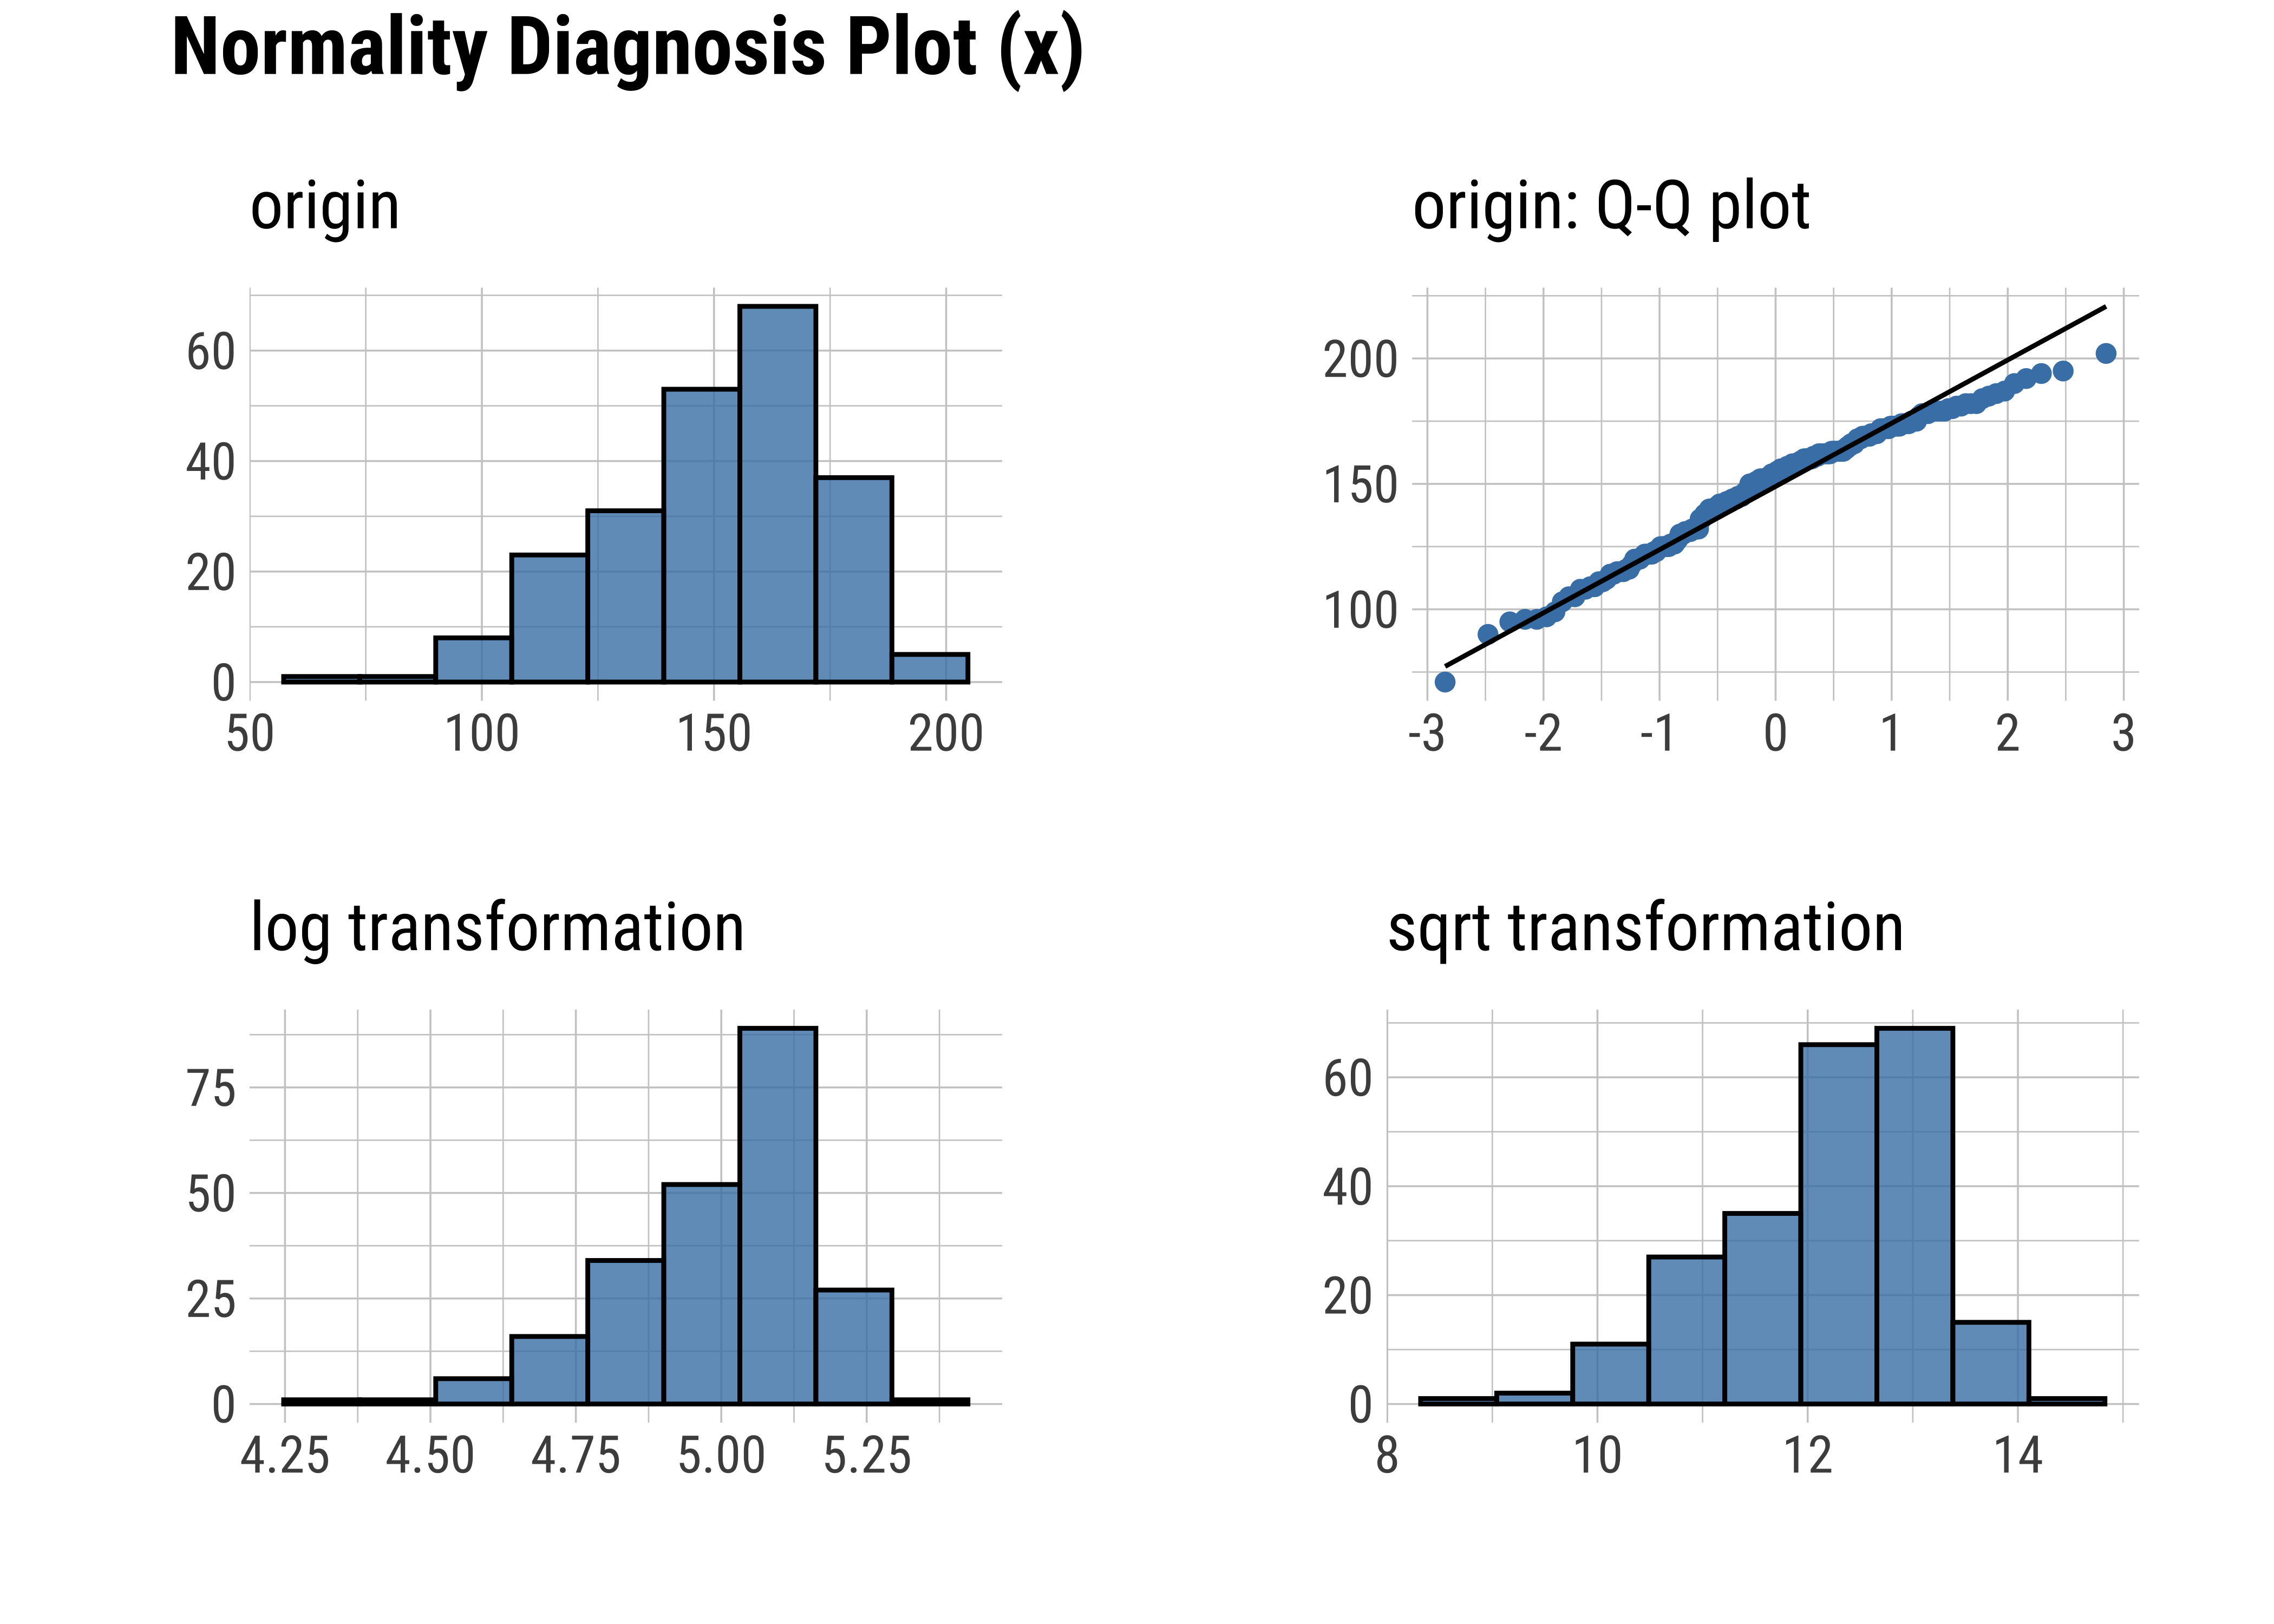 Normality Diagnosis Plot (x)
origin
60
40
20
0
50 100 150 200
origin: Q-Q plot
200
150
100
-3 -2 -1 0 1 2 3
log transformation
75
50
25
0
4.25 4.50 4.75 5.00 5.25
sqrt transformation
60
40
20
0
8 10 12 14